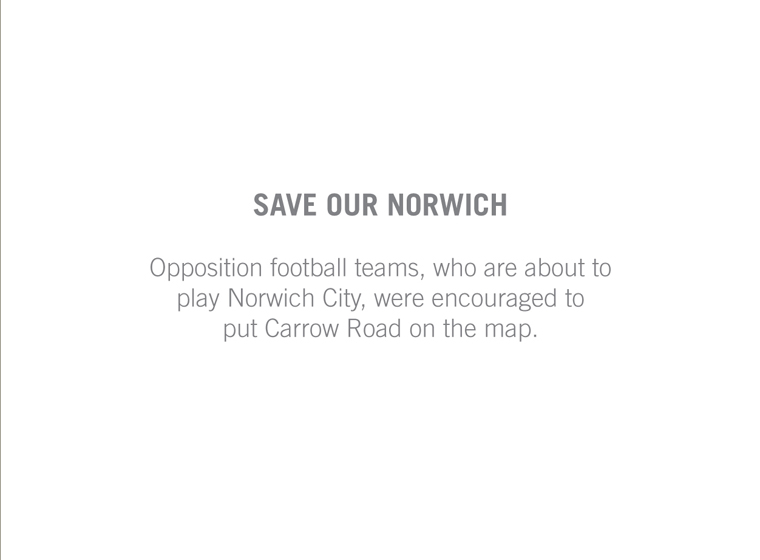 SAVE OUR NORWICH
Opposition football teams, who are about to
play Norwich City, were encouraged to
put Carrow Road on the map.